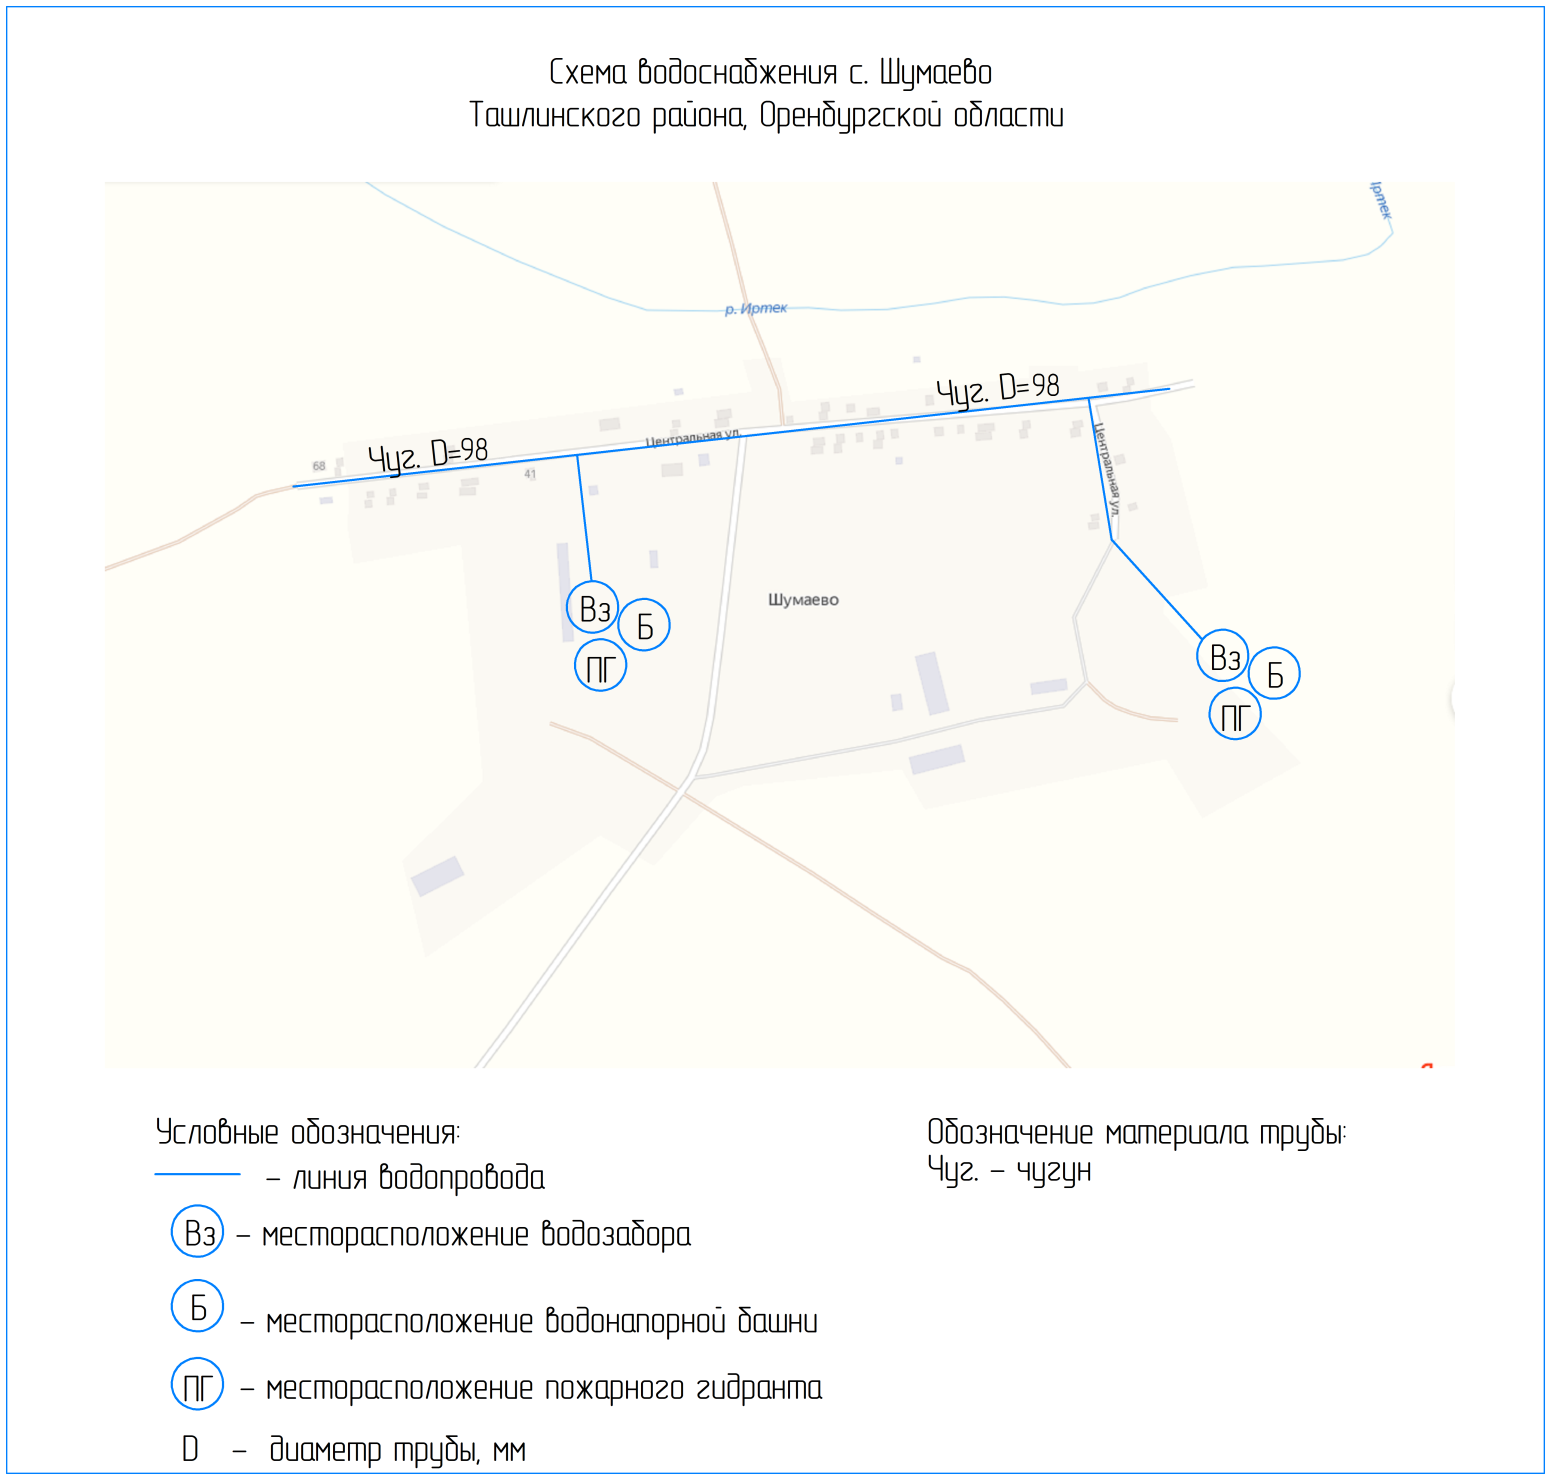 Схема водоснабжения с. Шумаево
Ташлинского района, Оренбургской области
Иртек
р. Иртек
Чуг. D=98
Чуг. D=98
Центральная ул.
Центральная ул.
68
41
Вз
Б
ПГ
Шумаево
Вз
Б
ПГ
Условные обозначения:
– линия водопровода
Вз – месторасположение водозабора
Б – месторасположение водонапорной башни
ПГ – месторасположение пожарного гидранта
D – диаметр трубы, мм
Обозначение материала трубы:
Чуг. – чугун